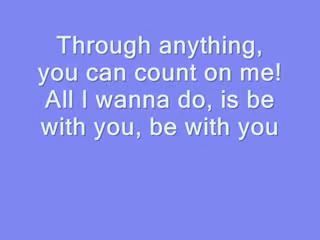 Through anything,
you can count on me!
All I wanna do, is be
with you, be with you